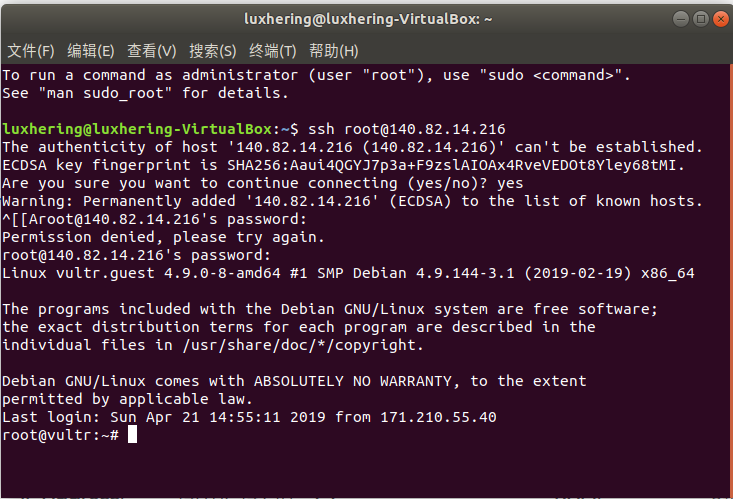 luxhering@luxhering-VirtualBox: ~
文件(F) 编辑(E) 查看(V) 搜索(S) 终端(T) 帮助(H)
To run a command as administrator (user "root"), use "sudo <command>".
See "man sudo_root" for details.
luxhering@luxhering-VirtualBox:~$ ssh root@140.82.14.216
The authenticity of host '140.82.14.216 (140.82.14.216)' can't be established.
ECDSA key fingerprint is SHA256:Aaui4QGYJ7p3a+F9zslAIOAx4RveVEDOt8Yley68tMI.
Are you sure you want to continue connecting (yes/no)? yes
Warning: Permanently added '140.82.14.216' (ECDSA) to the list of known hosts.
^[[Aroot@140.82.14.216's password:
Permission denied, please try again.
root@140.82.14.216's password:
Linux vultr.guest 4.9.0-8-amd64 #1 SMP Debian 4.9.144-3.1 (2019-02-19) x86_64
The programs included with the Debian GNU/Linux system are free software;
the exact distribution terms for each program are described in the
individual files in /usr/share/doc/*/copyright.
Debian GNU/Linux comes with ABSOLUTELY NO WARRANTY, to the extent
permitted by applicable law.
Last login: Sun Apr 21 14:55:11 2019 from 171.210.55.40
root@vultr:~#